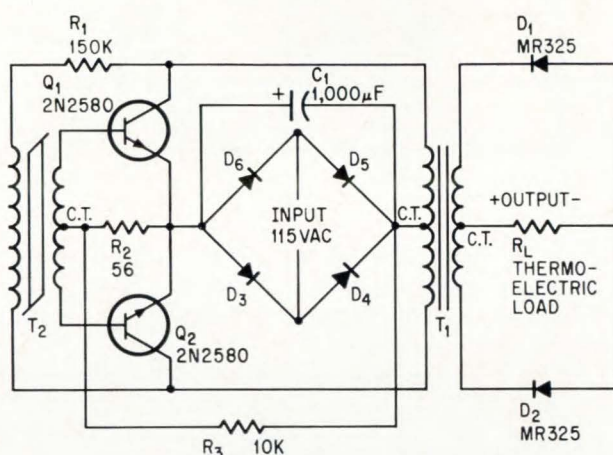 R1
150K
Q1
2N2580
C1
+
1,000µF
D1
MR325
D6
D5
C.T.
R2
56
INPUT
115VAC
C.T.
C.T.
+OUTPUT-
RL
THERMO-
ELECTRIC
LOAD
D3
D4
T2
T1
Q2
2N2580
R3 10K
D2
MR325